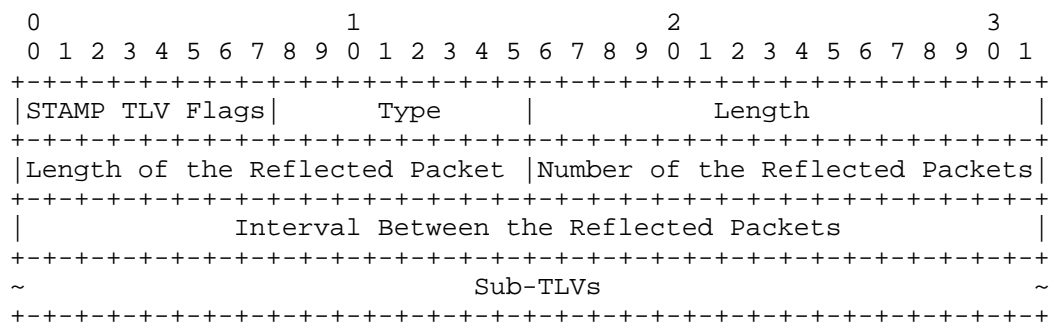 0                   1                   2                   3
 0 1 2 3 4 5 6 7 8 9 0 1 2 3 4 5 6 7 8 9 0 1 2 3 4 5 6 7 8 9 0 1
+-+-+-+-+-+-+-+-+-+-+-+-+-+-+-+-+-+-+-+-+-+-+-+-+-+-+-+-+-+-+-+-+
|STAMP TLV Flags|      Type     |           Length              |
+-+-+-+-+-+-+-+-+-+-+-+-+-+-+-+-+-+-+-+-+-+-+-+-+-+-+-+-+-+-+-+-+
|Length of the Reflected Packet |Number of the Reflected Packets|
+-+-+-+-+-+-+-+-+-+-+-+-+-+-+-+-+-+-+-+-+-+-+-+-+-+-+-+-+-+-+-+-+
|             Interval Between the Reflected Packets            |
+-+-+-+-+-+-+-+-+-+-+-+-+-+-+-+-+-+-+-+-+-+-+-+-+-+-+-+-+-+-+-+-+
~                            Sub-TLVs                           ~
+-+-+-+-+-+-+-+-+-+-+-+-+-+-+-+-+-+-+-+-+-+-+-+-+-+-+-+-+-+-+-+-+